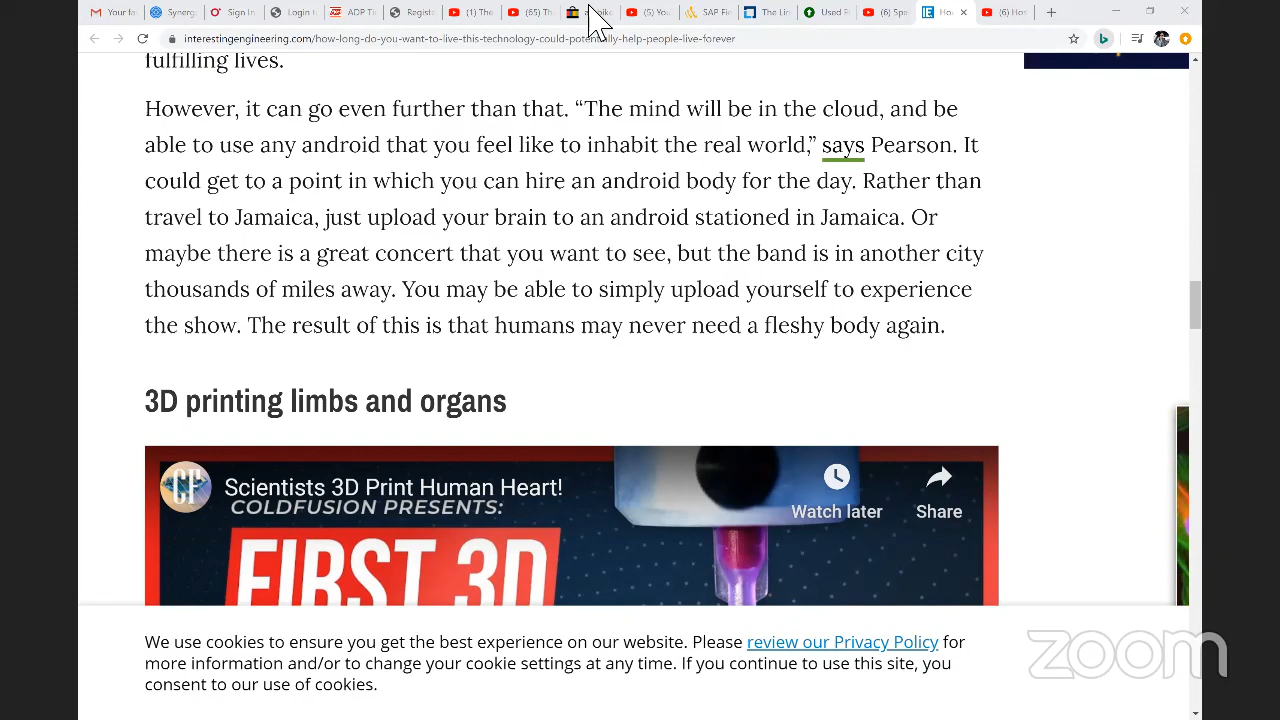 Your fa
Synerg
Sign In
Login t
ADP Ti
Registe
(1) The
(65) Th
(5) You
SAP Fie
The Lin
Used R
(6) Spe
Ho
(6) Hos
interestingengineering.com/how-long-do-you-want-to-live-this-technology-could-potentially-help-people-live-forever
fulfilling lives.
However, it can go even further than that. “The mind will be in the cloud, and be
able to use any android that you feel like to inhabit the real world,” says Pearson. It
could get to a point in which you can hire an android body for the day. Rather than
travel to Jamaica, just upload your brain to an android stationed in Jamaica. Or
maybe there is a great concert that you want to see, but the band is in another city
thousands of miles away. You may be able to simply upload yourself to experience
the show. The result of this is that humans may never need a fleshy body again.
3D printing limbs and organs
CF
Scientists 3D Print Human Heart!
COLDFUSION PRESENTS:
Watch later
Share
FIRST 3D
We use cookies to ensure you get the best experience on our website. Please review our Privacy Policy for
more information and/or to change your cookie settings at any time. If you continue to use this site, you
consent to our use of cookies.
zoom